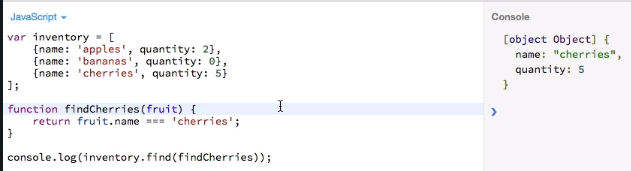 JavaScript
var inventory = [
    {name: 'apples', quantity: 2},
    {name: 'bananas', quantity: 0},
    {name: 'cherries', quantity: 5}
];
function findCherries(fruit) {
    return fruit.name === 'cherries';
}
console.log(inventory.find(findCherries));
Console
[object Object] {
  name: "cherries",
  quantity: 5
}